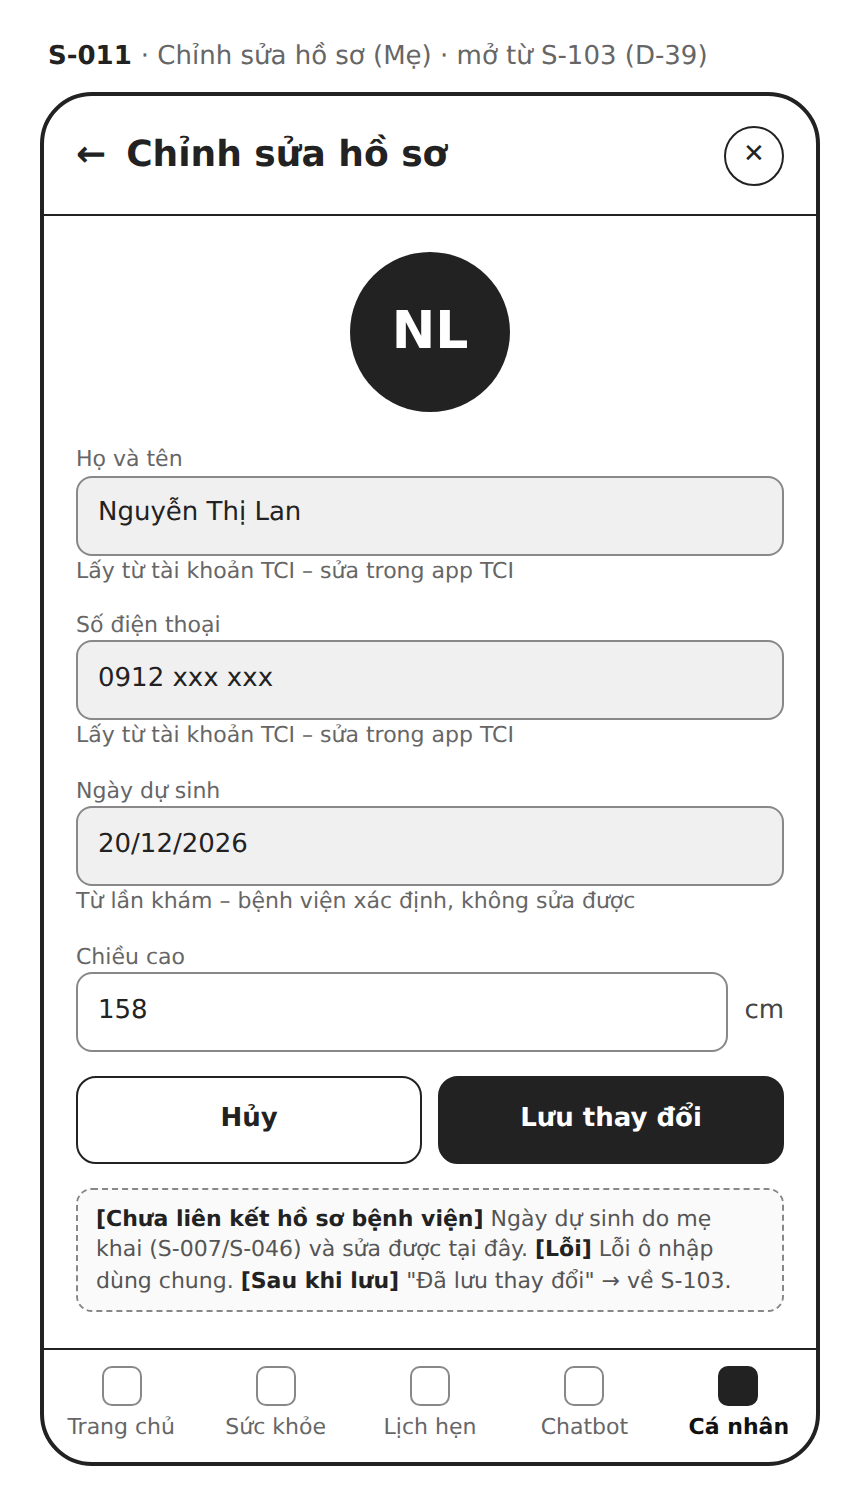 S-011 · Chỉnh sửa hồ sơ (Mẹ) · mở từ S-103 (D-39)
← Chỉnh sửa hồ sơ ✕
NL
Họ và tên
Nguyễn Thị Lan
Lấy từ tài khoản TCI – sửa trong app TCI
Số điện thoại
0912 xxx xxx
Lấy từ tài khoản TCI – sửa trong app TCI
Ngày dự sinh
20/12/2026
Từ lần khám – bệnh viện xác định, không sửa được
Chiều cao
158 cm
Hủy Lưu thay đổi
[Chưa liên kết hồ sơ bệnh viện] Ngày dự sinh do mẹ
khai (S-007/S-046) và sửa được tại đây. [Lỗi] Lỗi ô nhập
dùng chung. [Sau khi lưu] "Đã lưu thay đổi" → về S-103.
Trang chủ Sức khỏe Lịch hẹn Chatbot Cá nhân